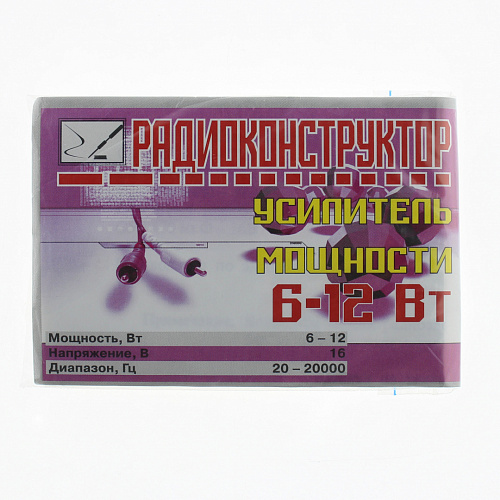 РАДИОКОНСТРУКТОР
УСИЛИТЕЛЬ
МОЩНОСТИ
6-12 Вт
Мощность, Вт 6 – 12
Напряжение, В 16
Диапазон, Гц 20 – 20000